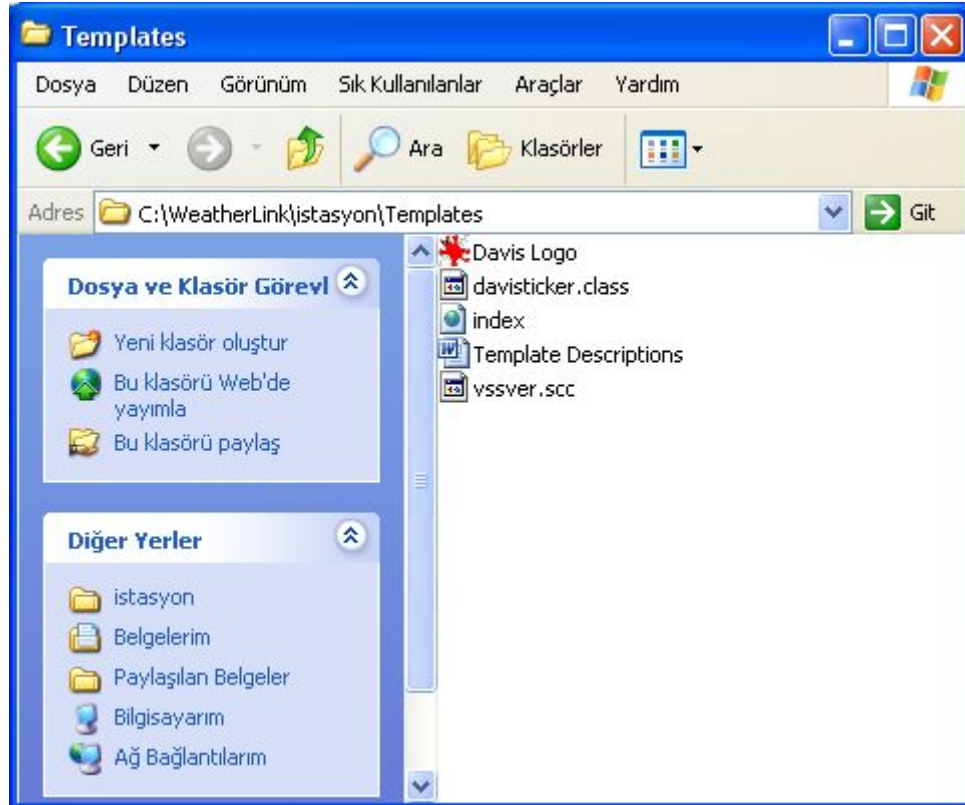 Templates
Dosya Düzen Görünüm Sık Kullanılanlar Araçlar Yardım
Geri Ara Klasörler
Adres C:\WeatherLink\istasyon\Templates Git
Dosya ve Klasör Görevl
Yeni klasör oluştur
Bu klasörü Web'de
yayımla
Bu klasörü paylaş
Diğer Yerler
istasyon
Belgelerim
Paylaşılan Belgeler
Bilgisayarım
Ağ Bağlantılarım
Davis Logo
davisticker.class
index
Template Descriptions
vssver.scc